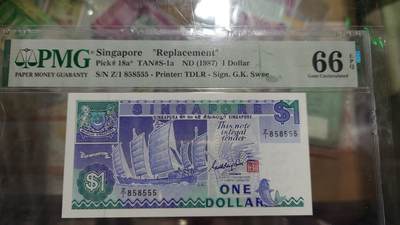 PMG
PAPER MONEY GUARANTY
Singapore "Replacement"
Pick# 18a* TAN#S-1a ND (1987) 1 Dollar
S/N Z/1 858555 - Printer: TDLR - Sign. G.K. Swee
66 EPQ
Gem Uncirculated
SINGAPORE
$1
This note
is legal
tender
Z/1 858555
$1
Z/1 858555
ONE
DOLLAR